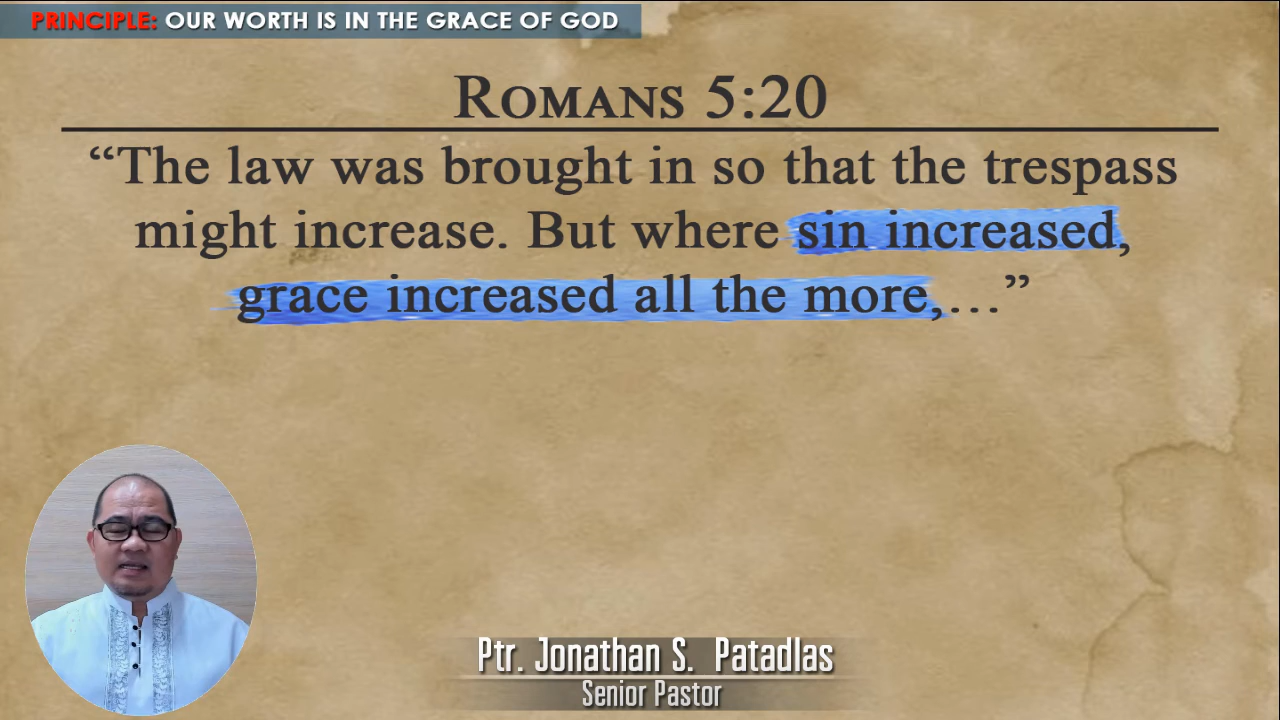 PRINCIPLE: OUR WORTH IS IN THE GRACE OF GOD
ROMANS 5:20
“The law was brought in so that the trespass
might increase. But where sin increased,
grace increased all the more,…”
Ptr. Jonathan S. Patadlas
Senior Pastor